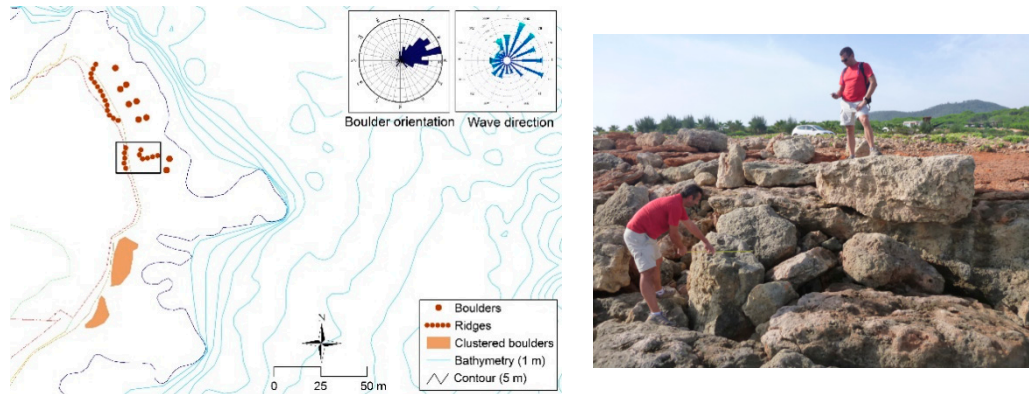 Boulder orientation
Wave direction
N
Boulders
Ridges
Clustered boulders
Bathymetry (1 m)
Contour (5 m)
0 25 50 m